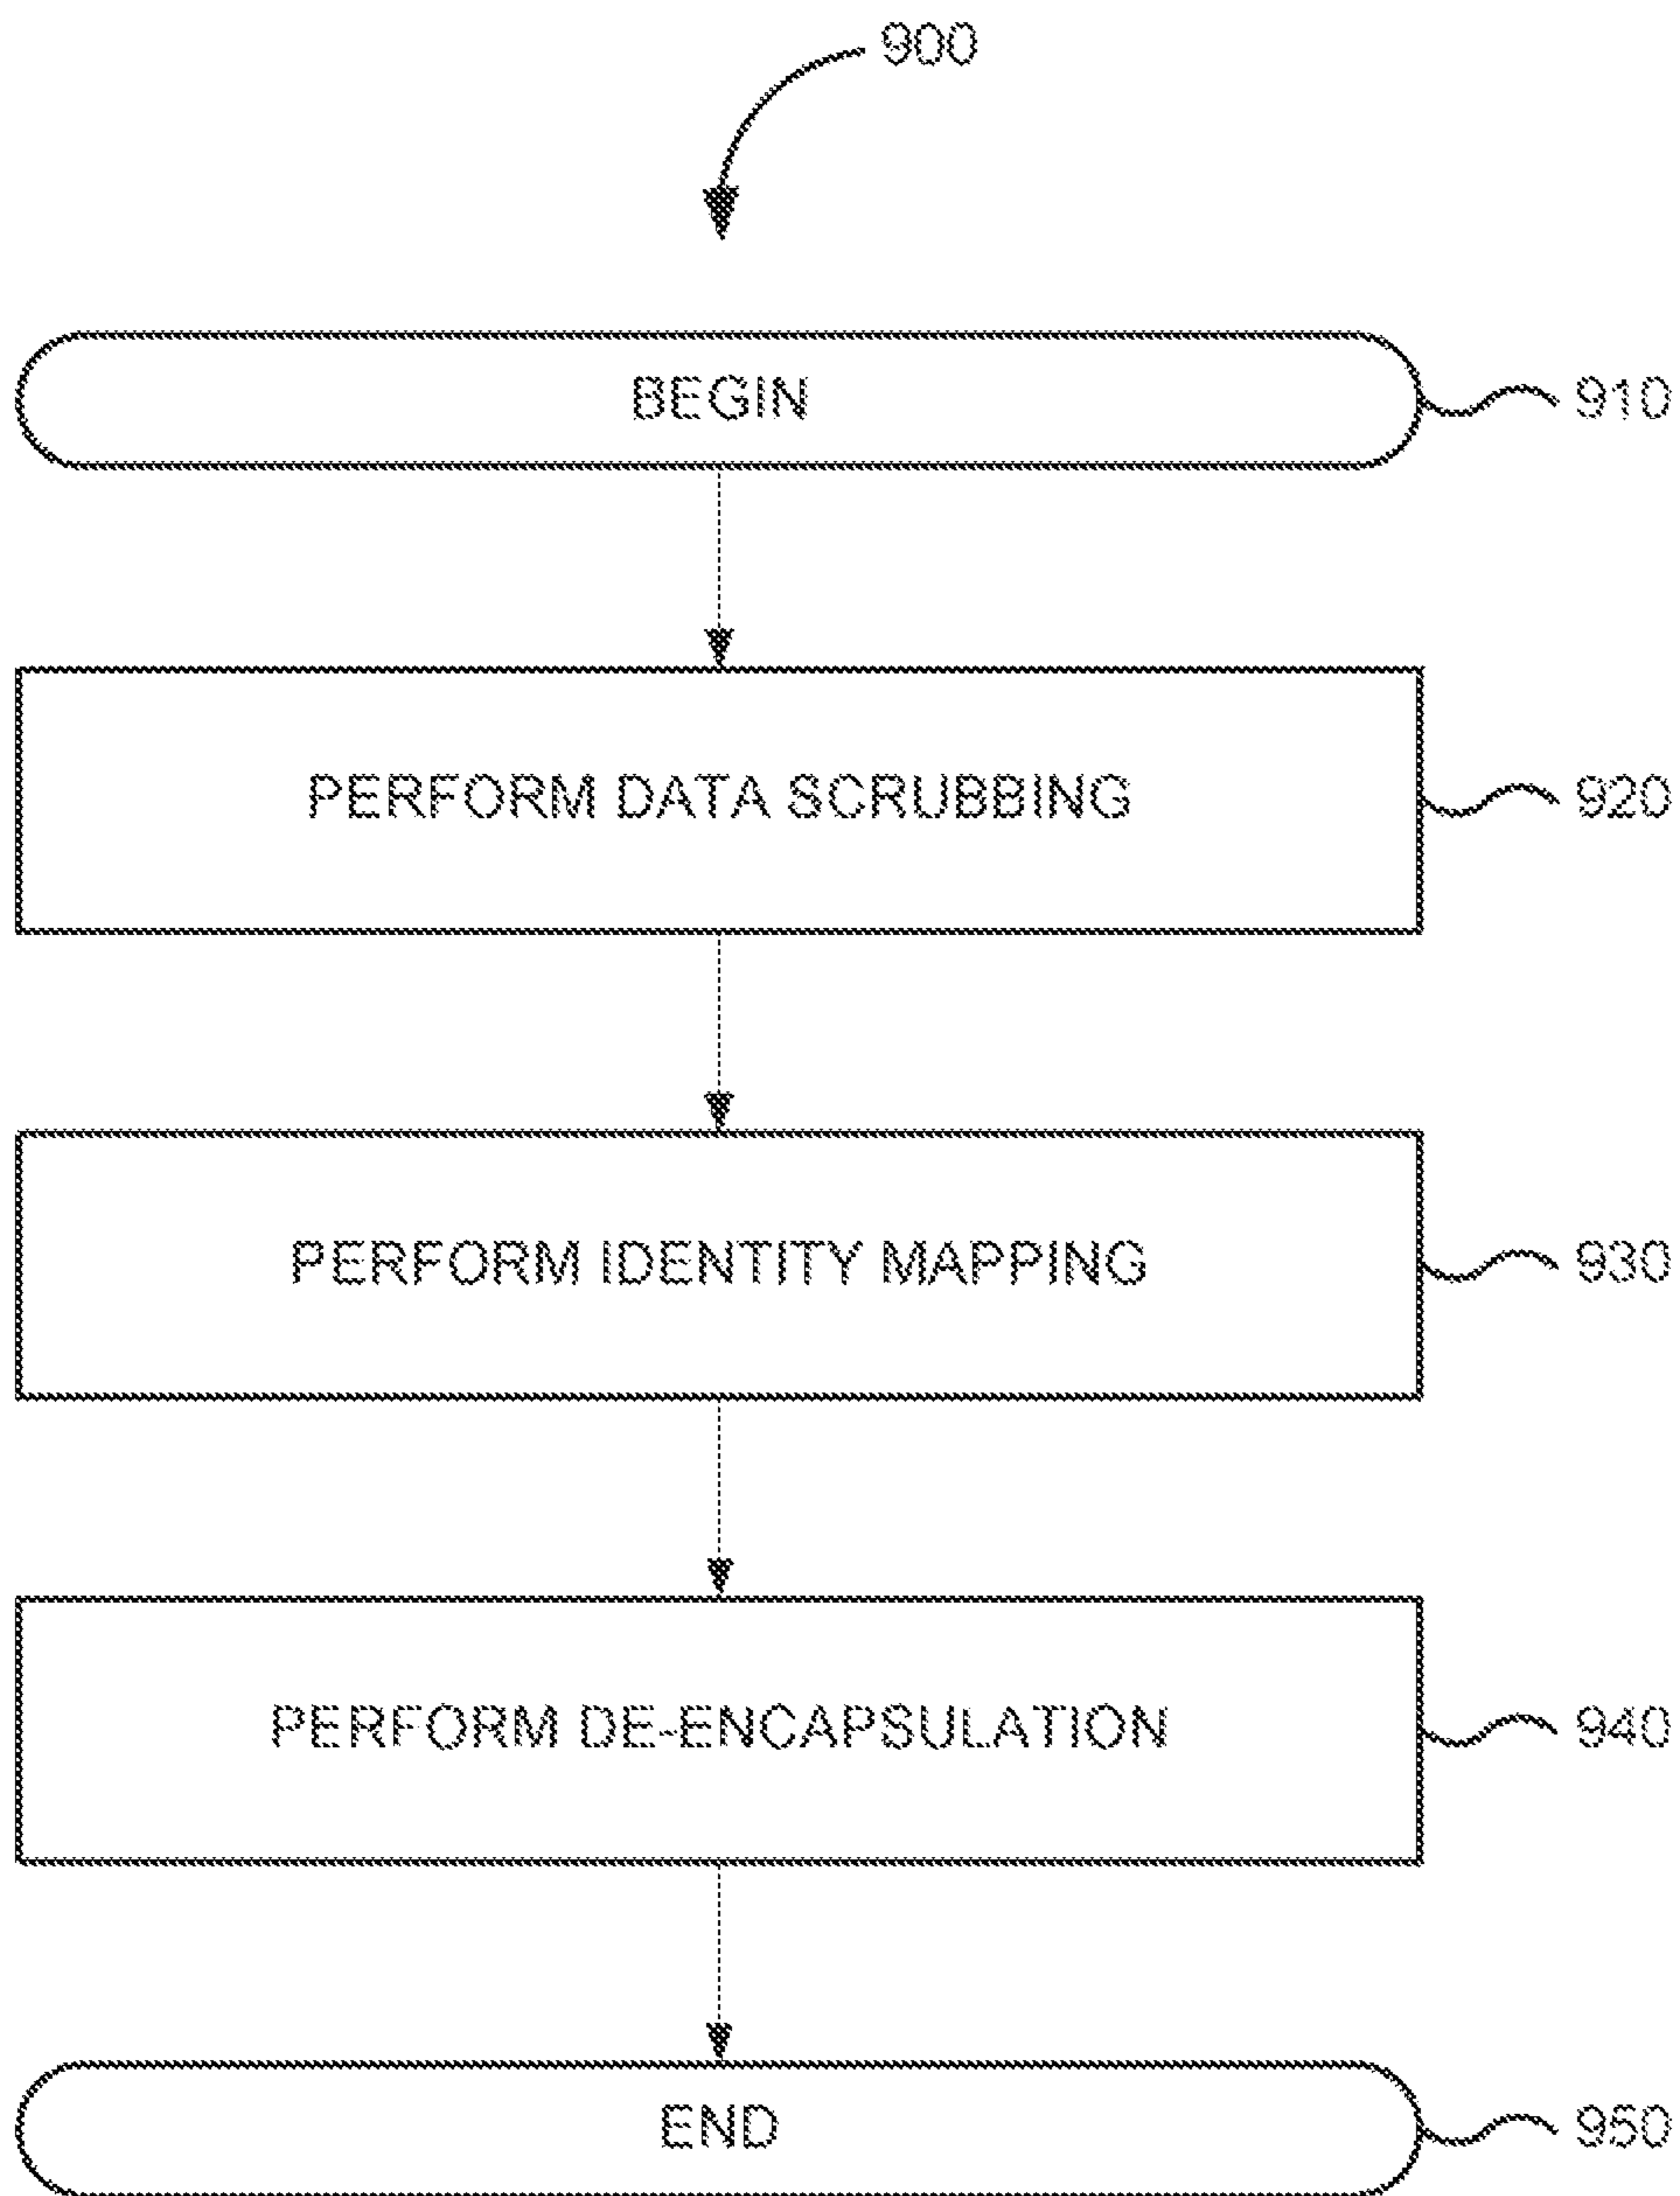 900
BEGIN
910
PERFORM DATA SCRUBBING
920
PERFORM IDENTITY MAPPING
930
PERFORM DE-ENCAPSULATION
940
END
950